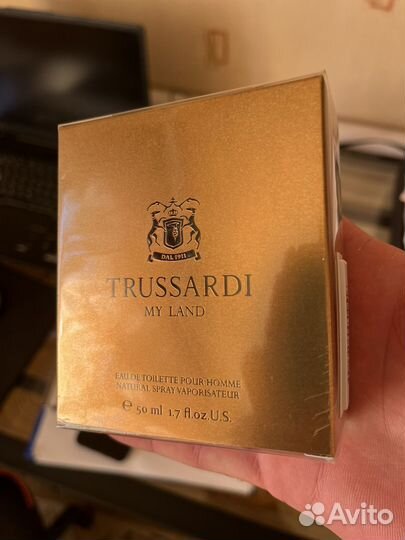 DAL 1911
TRUSSARDI
MY LAND
EAU DE TOILETTE POUR HOMME
NATURAL SPRAY VAPORISATEUR
℮ 50 ml 1.7 fl.oz.U.S.
Avito